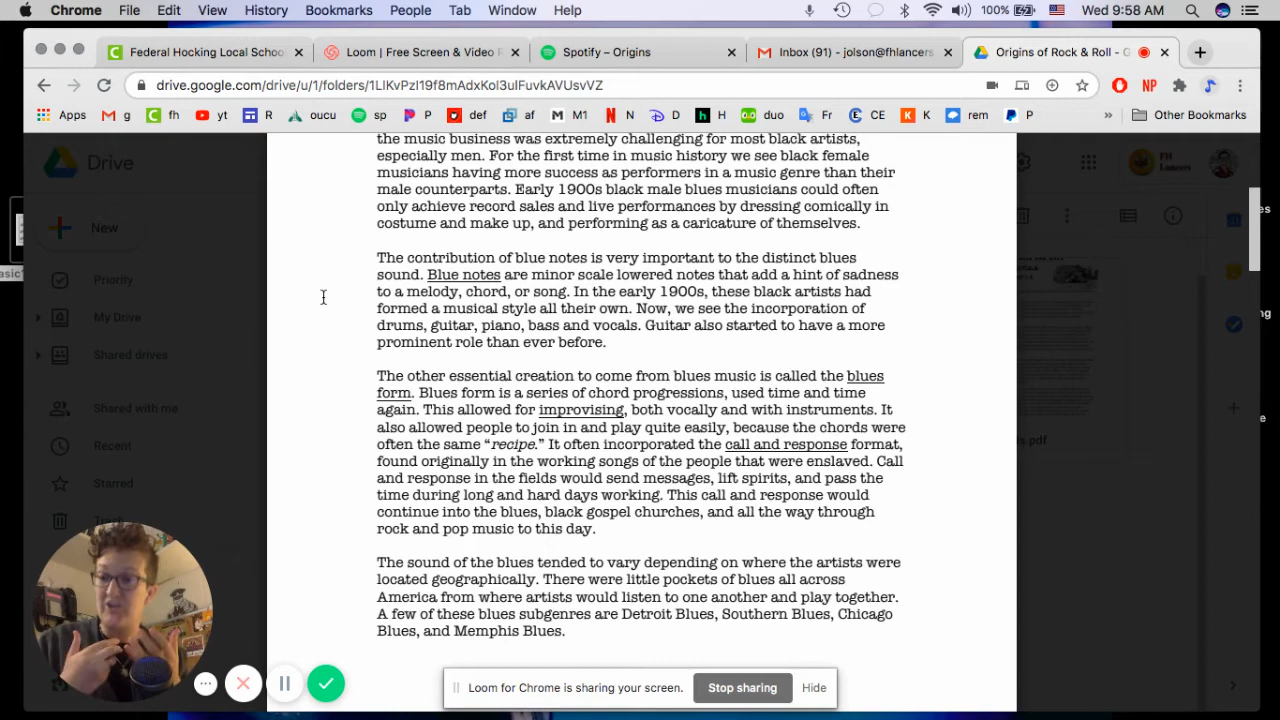 Chrome File Edit View History Bookmarks People Tab Window Help 100% Wed 9:58 AM
Federal Hocking Local Schoo
Loom | Free Screen & Video R
Spotify – Origins
Inbox (91) - jolson@fhlancers
Origins of Rock & Roll - G
drive.google.com/drive/u/1/folders/1LlKvPzI19f8mAdxKol3uIFuvkAVUsvVZ
Apps g fh yt R oucu sp P def af M1 N D H duo Fr CE K rem P » Other Bookmarks
Drive
FH Lancers
New
Priority
My Drive
Shared drives
Shared with me
Recent
Starred
the music business was extremely challenging for most black artists,
especially men. For the first time in music history we see black female
musicians having more success as performers in a music genre than their
male counterparts. Early 1900s black male blues musicians could often
only achieve record sales and live performances by dressing comically in
costume and make up, and performing as a caricature of themselves.
The contribution of blue notes is very important to the distinct blues
sound. Blue notes are minor scale lowered notes that add a hint of sadness
to a melody, chord, or song. In the early 1900s, these black artists had
formed a musical style all their own. Now, we see the incorporation of
drums, guitar, piano, bass and vocals. Guitar also started to have a more
prominent role than ever before.
The other essential creation to come from blues music is called the blues
form. Blues form is a series of chord progressions, used time and time
again. This allowed for improvising, both vocally and with instruments. It
also allowed people to join in and play quite easily, because the chords were
often the same “recipe.” It often incorporated the call and response format,
found originally in the working songs of the people that were enslaved. Call
and response in the fields would send messages, lift spirits, and pass the
time during long and hard days working. This call and response would
continue into the blues, black gospel churches, and all the way through
rock and pop music to this day.
The sound of the blues tended to vary depending on where the artists were
located geographically. There were little pockets of blues all across
America from where artists would listen to one another and play together.
A few of these blues subgenres are Detroit Blues, Southern Blues, Chicago
Blues, and Memphis Blues.
ls.pdf
Loom for Chrome is sharing your screen. Stop sharing Hide